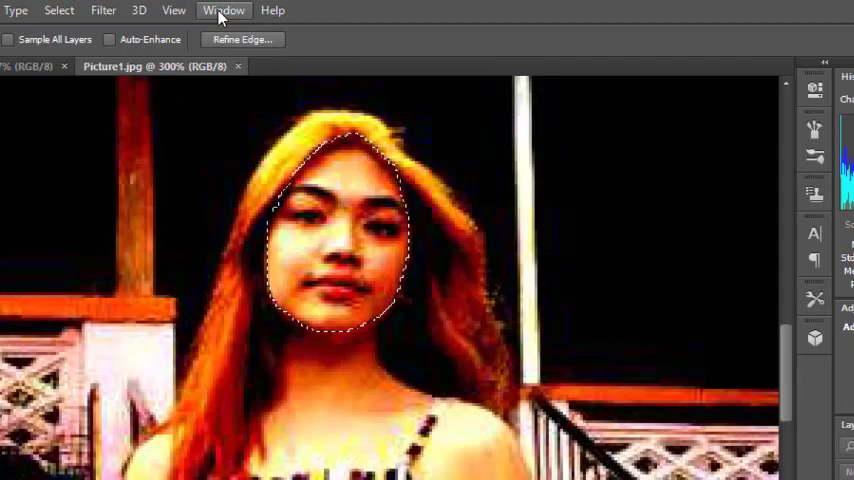 Type Select Filter 3D View Window Help
Sample All Layers Auto-Enhance Refine Edge...
% (RGB/8) × Picture1.jpg @ 300% (RGB/8) ×